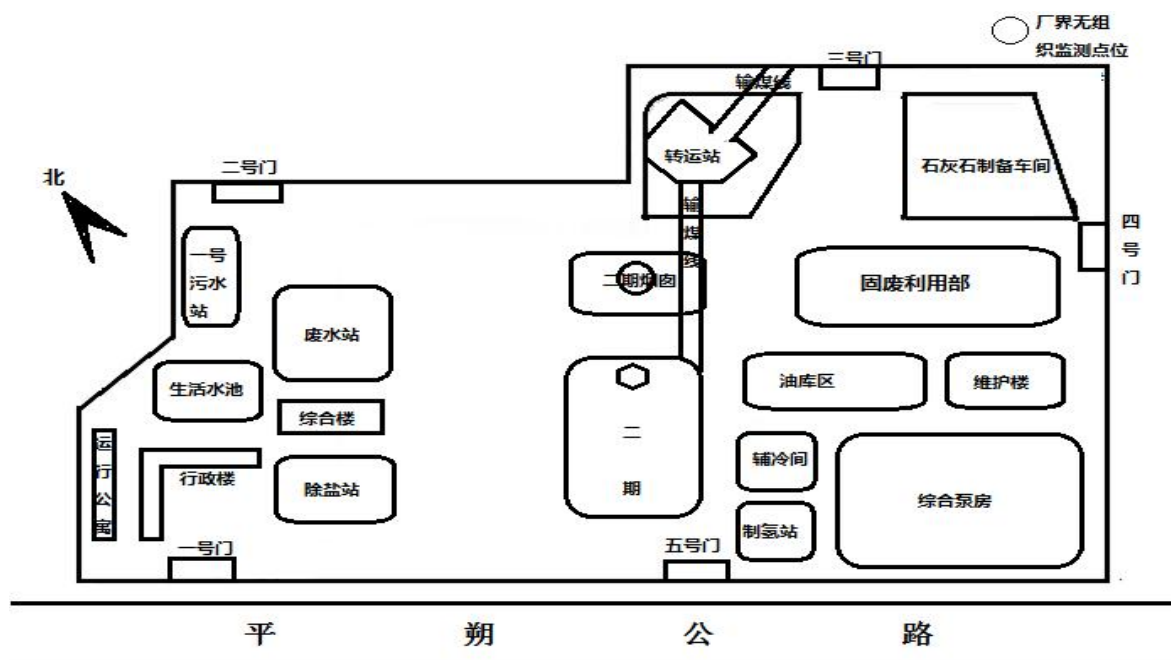 厂界无组
织监测点位
三号门
输煤线
转运站
石灰石制备车间
二号门
北
输
煤
线
四
号
门
一号
污水
站
二期烟囱
固废利用部
废水站
生活水池
油库区
维护楼
综合楼
二
期
运
行
公
寓
行政楼
除盐站
辅冷间
综合泵房
制氢站
一号门
五号门
平朔公路